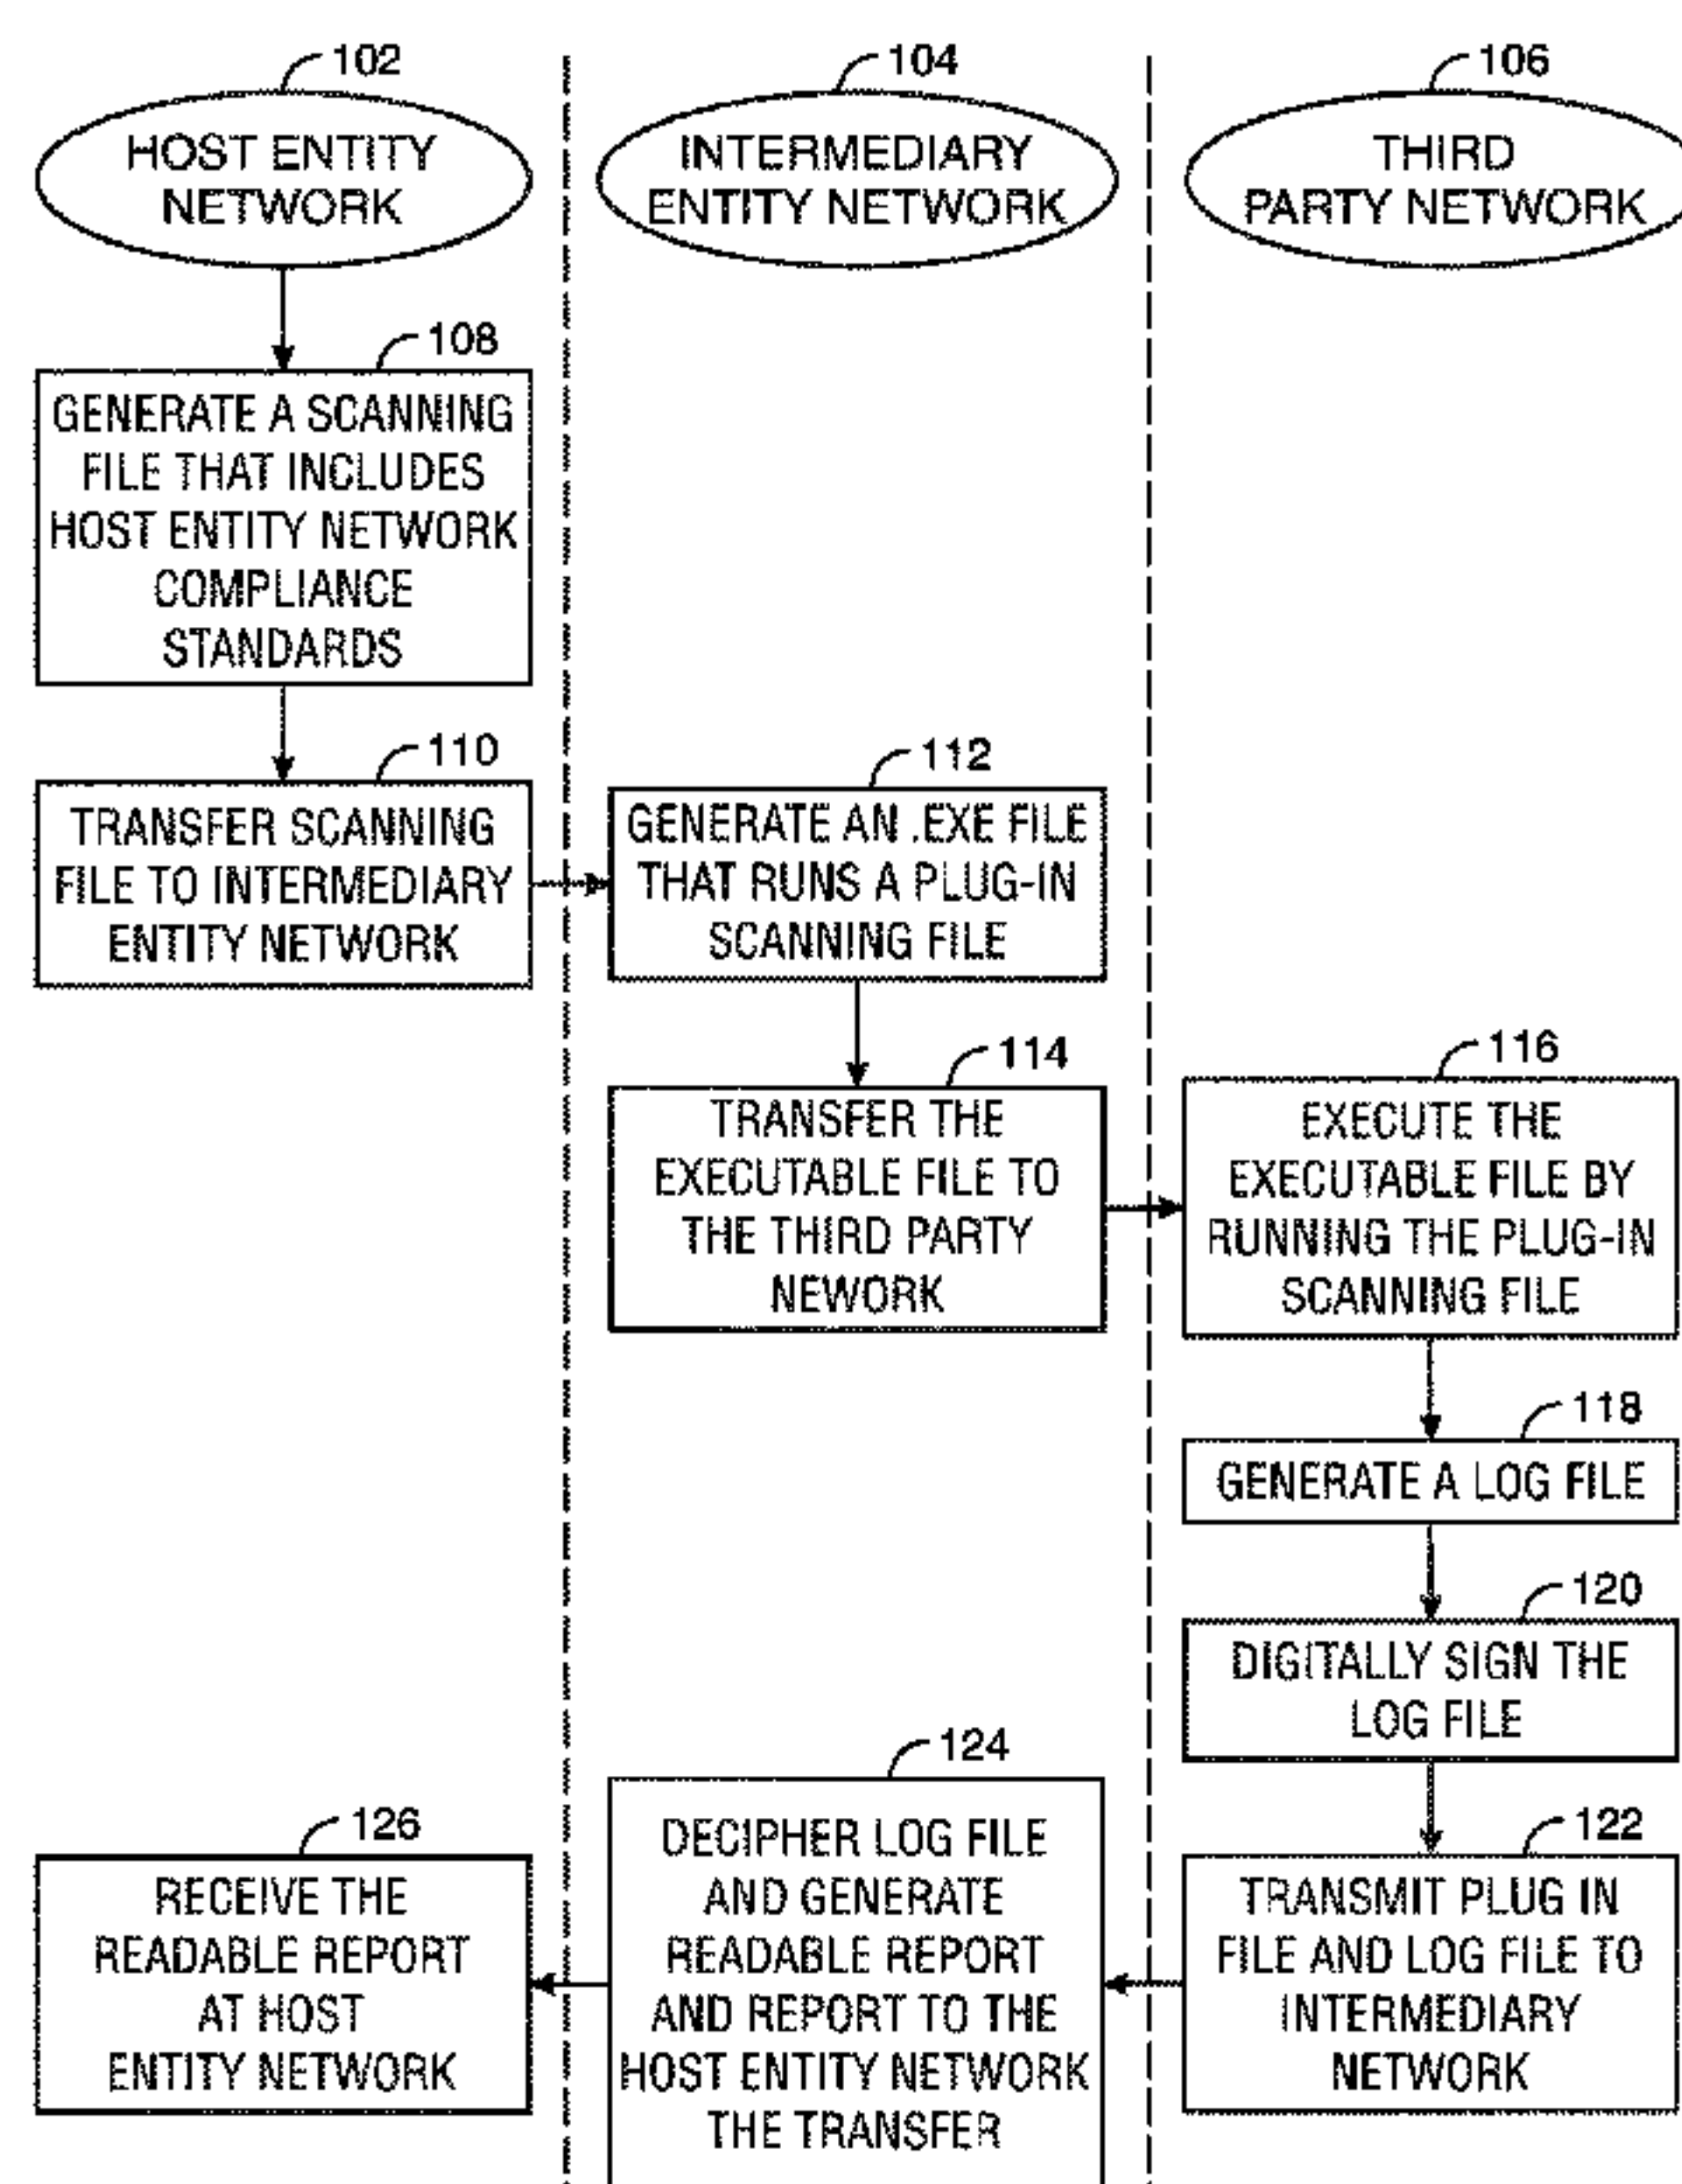 102
HOST ENTITY
NETWORK
104
INTERMEDIARY
ENTITY NETWORK
106
THIRD
PARTY NETWORK
108
GENERATE A SCANNING
FILE THAT INCLUDES
HOST ENTITY NETWORK
COMPLIANCE
STANDARDS
110
TRANSFER SCANNING
FILE TO INTERMEDIARY
ENTITY NETWORK
112
GENERATE AN .EXE FILE
THAT RUNS A PLUG-IN
SCANNING FILE
114
TRANSFER THE
EXECUTABLE FILE TO
THE THIRD PARTY
NEWORK
116
EXECUTE THE
EXECUTABLE FILE BY
RUNNING THE PLUG-IN
SCANNING FILE
118
GENERATE A LOG FILE
120
DIGITALLY SIGN THE
LOG FILE
122
TRANSMIT PLUG IN
FILE AND LOG FILE TO
INTERMEDIARY
NETWORK
124
DECIPHER LOG FILE
AND GENERATE
READABLE REPORT
AND REPORT TO THE
HOST ENTITY NETWORK
THE TRANSFER
126
RECEIVE THE
READABLE REPORT
AT HOST
ENTITY NETWORK